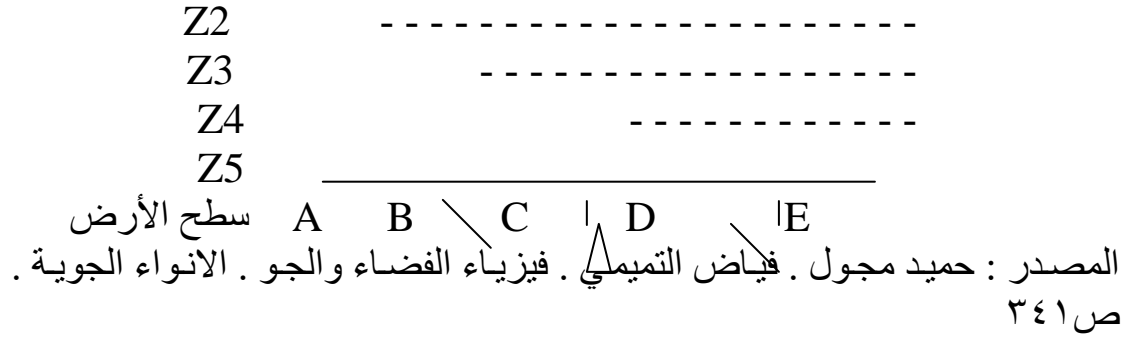 Z2 - - - - - - - - - - - - - - - - - - - - - -
Z3 - - - - - - - - - - - - - - - - - -
Z4 - - - - - - - - - - - -
Z5
سطح الأرض A B C D E
المصدر : حميد مجول . فياض التميمي . فيزياء الفضاء والجو . الانواء الجوية .
ص٣٤١